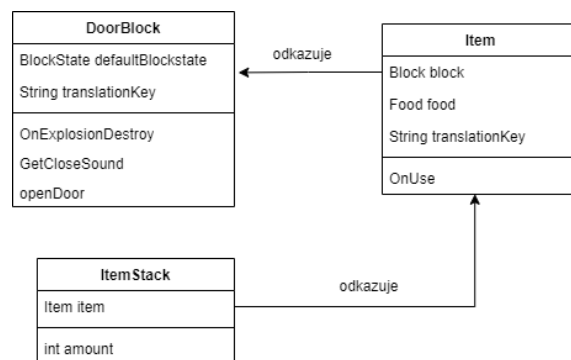 DoorBlock
BlockState defaultBlockstate
String translationKey
OnExplosionDestroy
GetCloseSound
openDoor
odkazuje
Item
Block block
Food food
String translationKey
OnUse
ItemStack
Item item
int amount
odkazuje